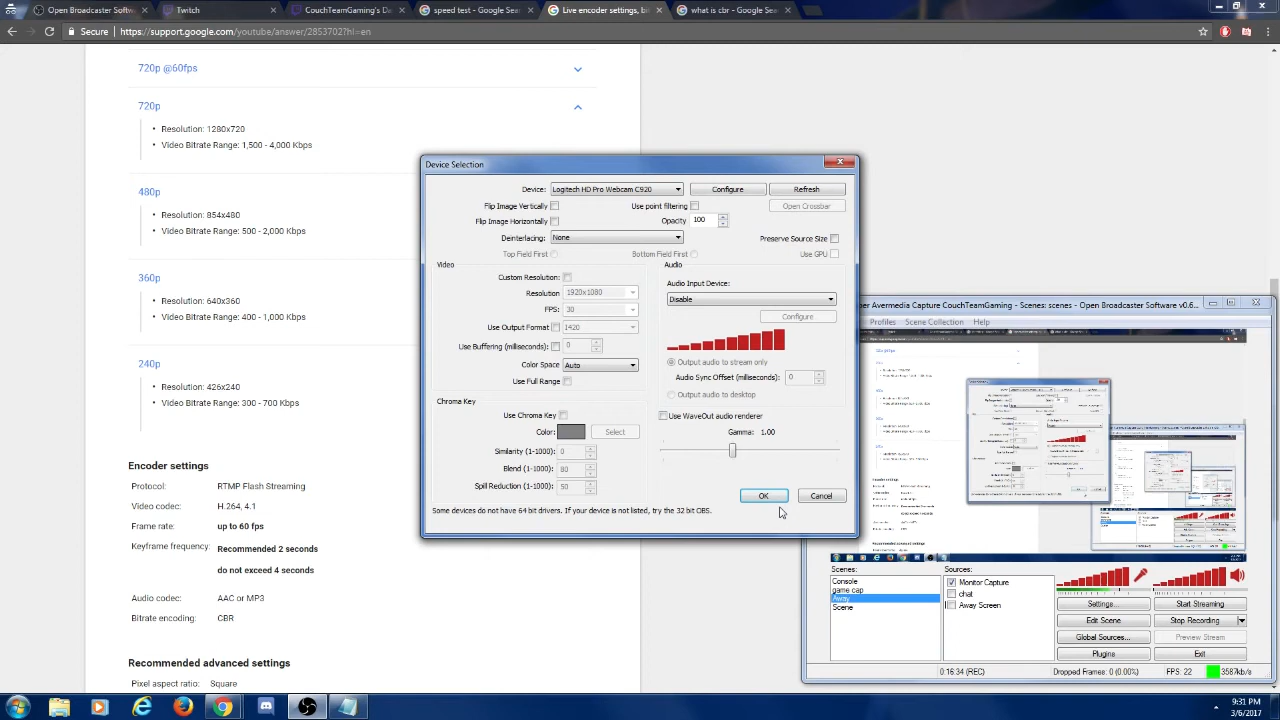 Open Broadcaster Software
Twitch
CouchTeamGaming's Da
speed test - Google Sear
Live encoder settings, bi
what is cbr - Google Sea
Secure
https://support.google.com/youtube/answer/2853702?hl=en
720p @60fps
720p
• Resolution: 1280x720
• Video Bitrate Range: 1,500 - 4,000 Kbps
480p
• Resolution: 854x480
• Video Bitrate Range: 500 - 2,000 Kbps
360p
• Resolution: 640x360
• Video Bitrate Range: 400 - 1,000 Kbps
240p
• Resolution: 426x240
• Video Bitrate Range: 300 - 700 Kbps
Encoder settings
Protocol: RTMP Flash Streaming
Video codec: H.264, 4.1
Frame rate: up to 60 fps
Keyframe frequency: Recommended 2 seconds
do not exceed 4 seconds
Audio codec: AAC or MP3
Bitrate encoding: CBR
Recommended advanced settings
Pixel aspect ratio: Square
Device Selection
Device: Logitech HD Pro Webcam C920 Configure Refresh
Flip Image Vertically Use point filtering Open Crossbar
Flip Image Horizontally Opacity 100
Deinterlacing: None Preserve Source Size
Top Field First Bottom Field First Use GPU
Video
Custom Resolution:
Resolution 1920x1080
FPS: 30
Use Output Format I420
Use Buffering (milliseconds): 0
Color Space Auto
Use Full Range
Audio
Audio Input Device:
Disable
Configure
Output audio to stream only
Audio Sync Offset (miliseconds): 0
Output audio to desktop
Chroma Key
Use Chroma Key
Color: Select
Similarity (1-1000) 0
Blend (1-1000) 80
Spill Reduction (1-1000) 50
Use WaveOut audio renderer
Gamma: 1.00
OK Cancel
Some devices do not have 64 bit drivers. If your device is not listed, try the 32 bit OBS.
Avermedia Capture CouchTeamGaming - Scenes: scenes - Open Broadcaster Software v0.6...
Profiles Scene Collection Help
Scenes:
Console
game cap
Away
Scene
Sources:
Monitor Capture
chat
Away Screen
Settings... Start Streaming
Edit Scene Stop Recording
Global Sources... Preview Stream
Plugins Exit
0:16:34 (REC) Dropped Frames: 0 (0.00%) FPS: 22 3587kb/s
9:31 PM
3/6/2017